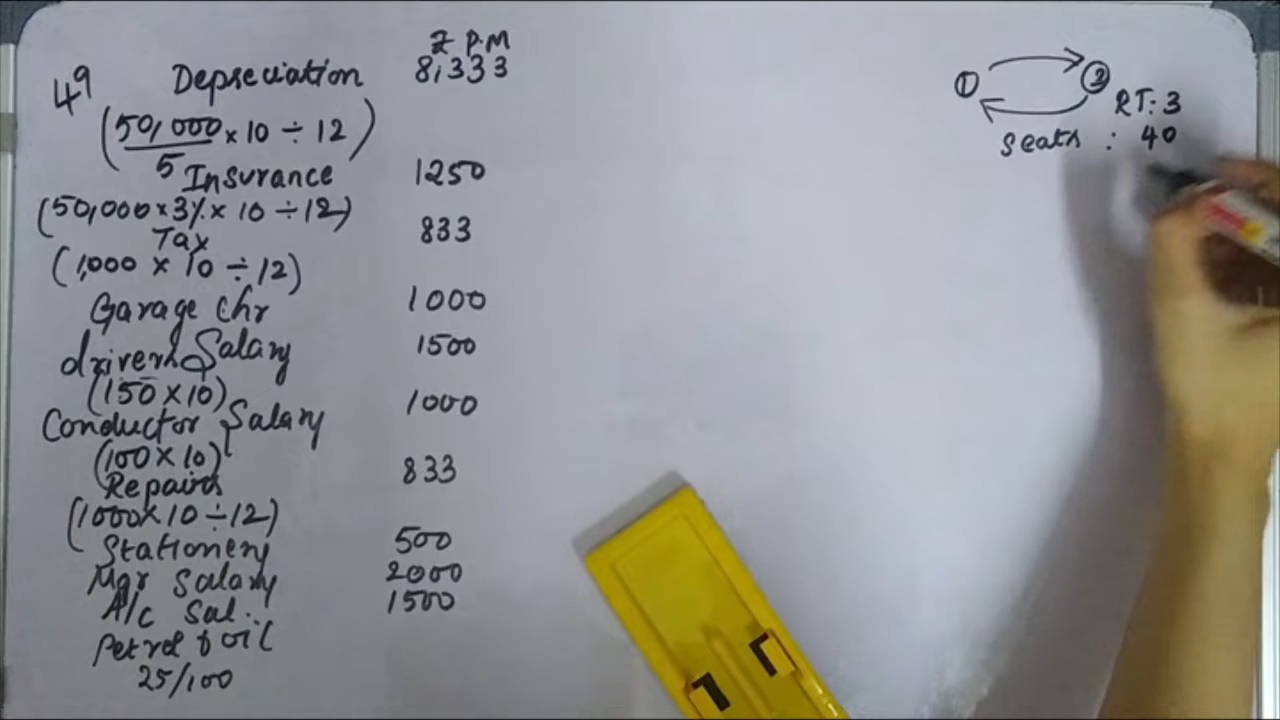 49
₹ P.M
Depreciation 8,333
(50,000/5 × 10 ÷ 12)
Insurance 1250
(50,000 × 3% × 10 ÷ 12)
Tax 833
(1,000 × 10 ÷ 12)
Garage Chr 1000
drivers Salary 1500
(150 × 10)
Conductor Salary 1000
(100 × 10)
Repairs 833
(1000 × 10 ÷ 12)
Stationery 500
Mgr Salary 2000
A/c Sal. 1500
Petrol & oil
25/100
1 2
RT: 3
Seats : 40